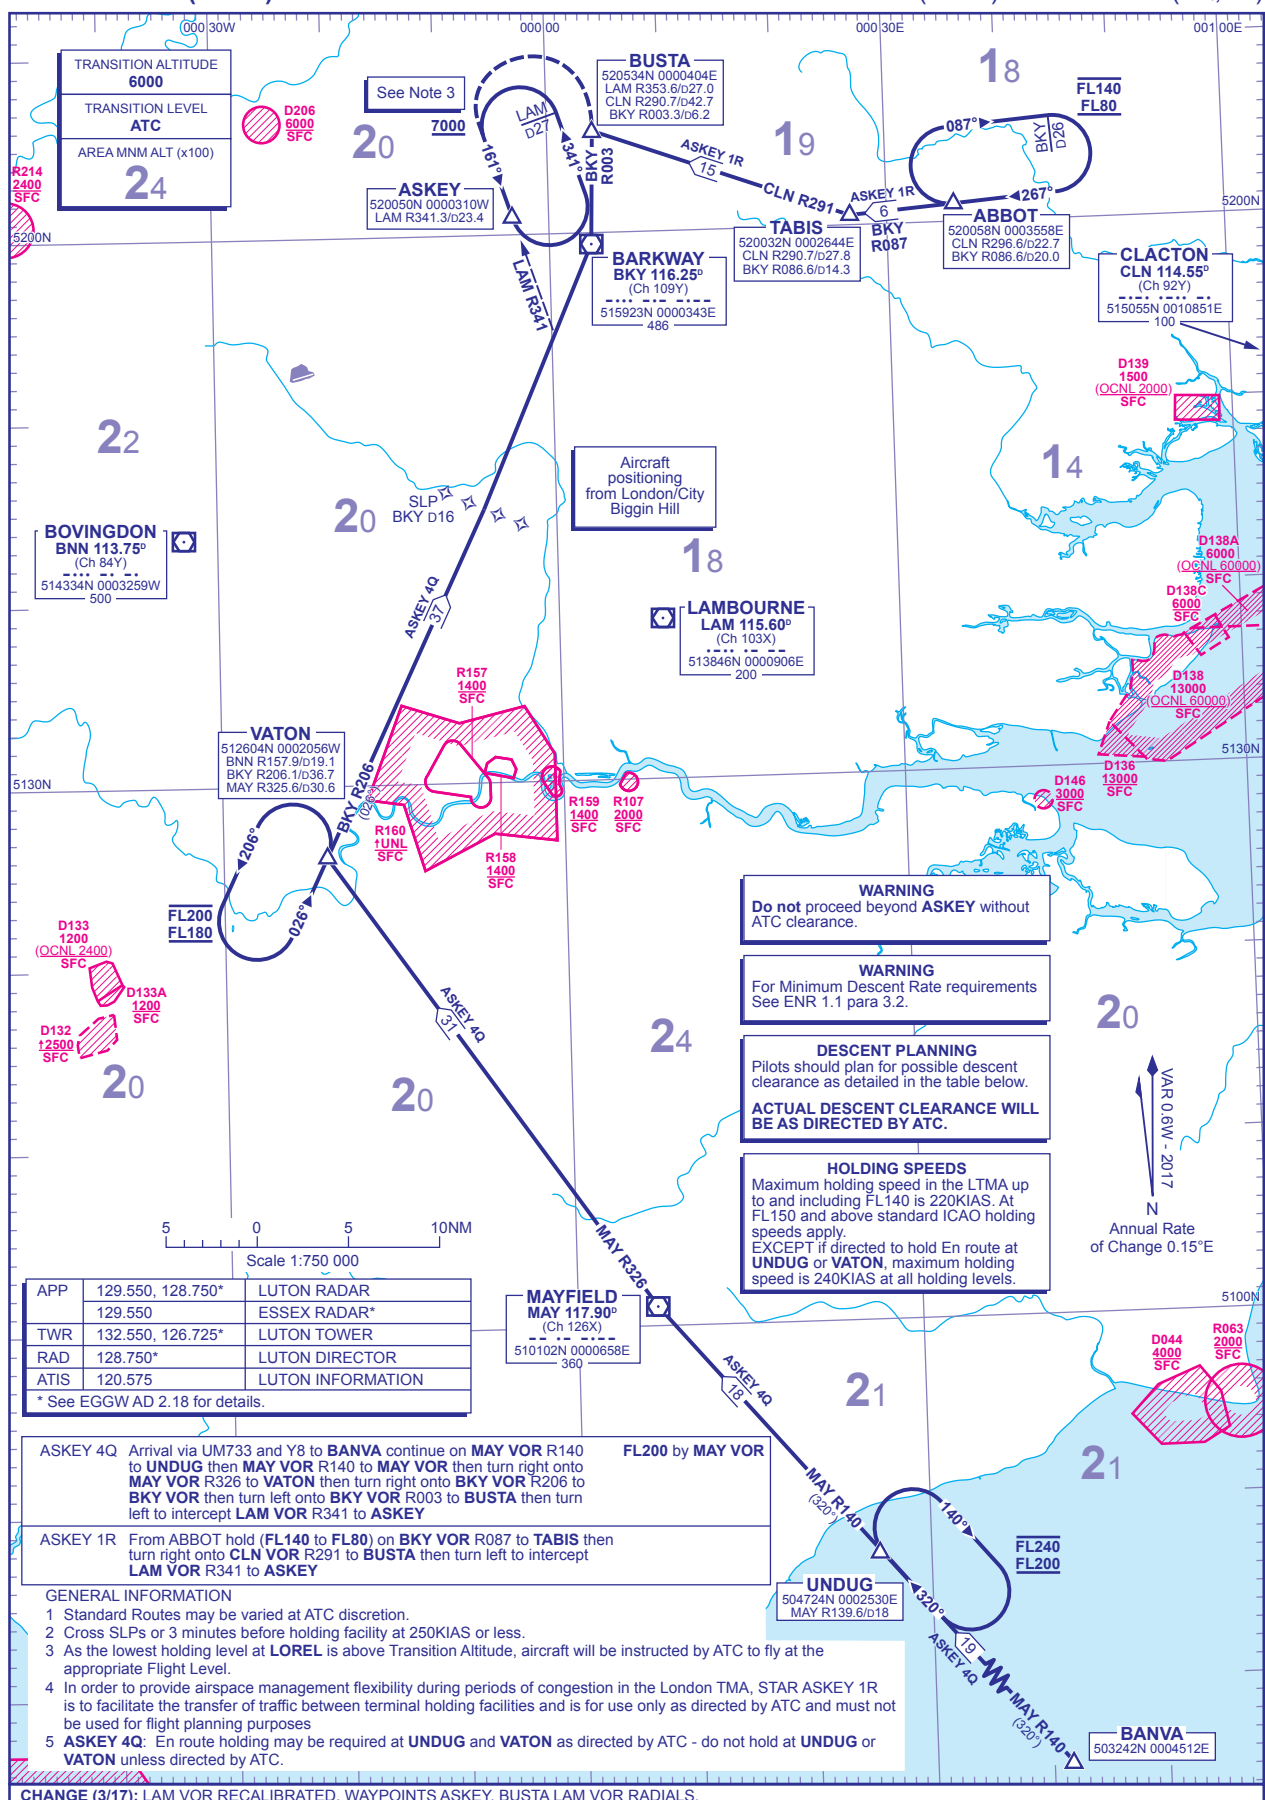 000 30W
000 00
000 30E
001 00E
TRANSITION ALTITUDE
6000
TRANSITION LEVEL
ATC
AREA MNM ALT (x100)
24
D206
6000
SFC
R214
2400
SFC
5200N
See Note 3
7000
20
LAM
D27
161°
341°
BKY
R003
BUSTA
520534N 0000404E
LAM R353.6/D27.0
CLN R290.7/D42.7
BKY R003.3/D6.2
ASKEY
520050N 0000310W
LAM R341.3/D23.4
LAM R341
BARKWAY
BKY 116.25D
(Ch 109Y)
515923N 0000343E
486
ASKEY 1R
15
CLN R291
19
18
FL140
FL80
087°
BKY
D26
267°
ASKEY 1R
6
BKY
R087
TABIS
520032N 0002644E
CLN R290.7/D27.8
BKY R086.6/D14.3
ABBOT
520058N 0003558E
CLN R296.6/D22.7
BKY R086.6/D20.0
5200N
CLACTON
CLN 114.55D
(Ch 92Y)
515055N 0010851E
100
D139
1500
(OCNL 2000)
SFC
22
20
SLP
BKY D16
Aircraft
positioning
from London/City
Biggin Hill
18
14
BOVINGDON
BNN 113.75D
(Ch 84Y)
514334N 0003259W
500
ASKEY 4Q
37
LAMBOURNE
LAM 115.60D
(Ch 103X)
513846N 0000906E
200
D138A
6000
(OCNL 60000)
SFC
D138C
6000
SFC
D138
13000
(OCNL 60000)
SFC
R157
1400
SFC
VATON
512604N 0002056W
BNN R157.9/D19.1
BKY R206.1/D36.7
MAY R325.6/D30.6
5130N
5130N
D136
13000
SFC
BKY R206
(026°)
R160
↑UNL
SFC
R158
1400
SFC
R159
1400
SFC
R107
2000
SFC
D146
3000
SFC
206°
026°
FL200
FL180
D133
1200
(OCNL 2400)
SFC
D133A
1200
SFC
D132
↑2500
SFC
20
20
24
20
ASKEY 4Q
31
WARNING
Do not proceed beyond ASKEY without
ATC clearance.
WARNING
For Minimum Descent Rate requirements
See ENR 1.1 para 3.2.
DESCENT PLANNING
Pilots should plan for possible descent
clearance as detailed in the table below.
ACTUAL DESCENT CLEARANCE WILL
BE AS DIRECTED BY ATC.
HOLDING SPEEDS
Maximum holding speed in the LTMA up
to and including FL140 is 220KIAS. At
FL150 and above standard ICAO holding
speeds apply.
EXCEPT if directed to hold En route at
UNDUG or VATON, maximum holding
speed is 240KIAS at all holding levels.
VAR 0.6W - 2017
N
Annual Rate
of Change 0.15°E
5 0 5 10NM
Scale 1:750 000
APP 129.550, 128.750* LUTON RADAR
129.550 ESSEX RADAR*
TWR 132.550, 126.725* LUTON TOWER
RAD 128.750* LUTON DIRECTOR
ATIS 120.575 LUTON INFORMATION
* See EGGW AD 2.18 for details.
MAY R326
MAYFIELD
MAY 117.90D
(Ch 126X)
510102N 0000658E
360
5100N
D044
4000
SFC
R063
2000
SFC
ASKEY 4Q
18
21
21
MAY R140
(320°)
140°
320°
FL240
FL200
UNDUG
504724N 0002530E
MAY R139.6/D18
ASKEY 4Q
19
MAY R140
(320°)
BANVA
503242N 0004512E
ASKEY 4Q Arrival via UM733 and Y8 to BANVA continue on MAY VOR R140 FL200 by MAY VOR
to UNDUG then MAY VOR R140 to MAY VOR then turn right onto
MAY VOR R326 to VATON then turn right onto BKY VOR R206 to
BKY VOR then turn left onto BKY VOR R003 to BUSTA then turn
left to intercept LAM VOR R341 to ASKEY
ASKEY 1R From ABBOT hold (FL140 to FL80) on BKY VOR R087 to TABIS then
turn right onto CLN VOR R291 to BUSTA then turn left to intercept
LAM VOR R341 to ASKEY
GENERAL INFORMATION
1 Standard Routes may be varied at ATC discretion.
2 Cross SLPs or 3 minutes before holding facility at 250KIAS or less.
3 As the lowest holding level at LOREL is above Transition Altitude, aircraft will be instructed by ATC to fly at the
appropriate Flight Level.
4 In order to provide airspace management flexibility during periods of congestion in the London TMA, STAR ASKEY 1R
is to facilitate the transfer of traffic between terminal holding facilities and is for use only as directed by ATC and must not
be used for flight planning purposes
5 ASKEY 4Q: En route holding may be required at UNDUG and VATON as directed by ATC - do not hold at UNDUG or
VATON unless directed by ATC.
CHANGE (3/17): LAM VOR RECALIBRATED. WAYPOINTS ASKEY, BUSTA LAM VOR RADIALS.